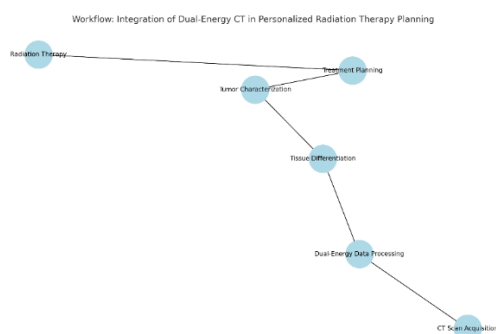 Workflow: Integration of Dual-Energy CT in Personalized Radiation Therapy Planning
Radiation Therapy
Treatment Planning
Tumor Characterization
Tissue Differentiation
Dual-Energy Data Processing
CT Scan Acquisition